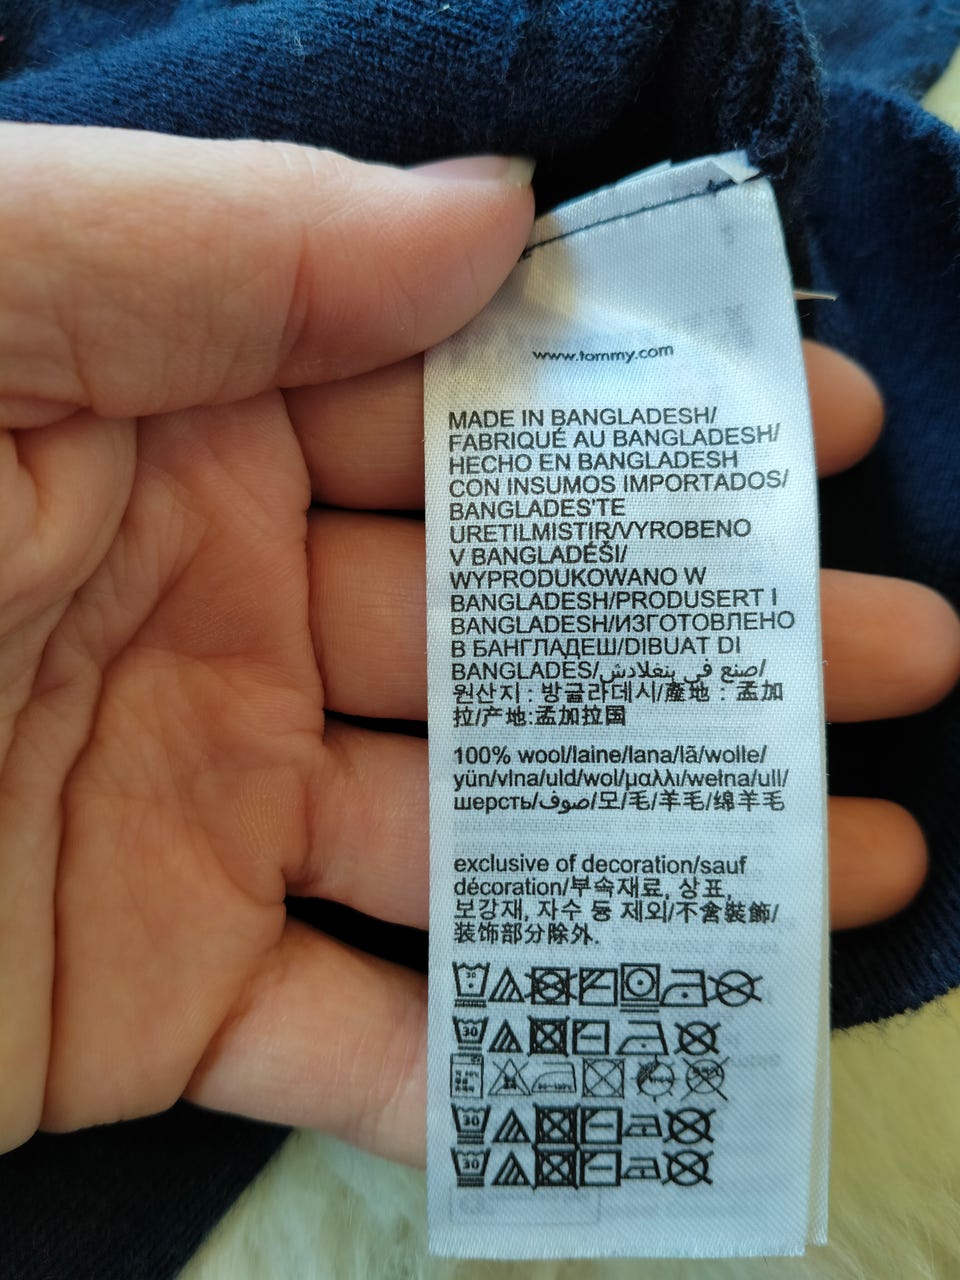 www.tommy.com
MADE IN BANGLADESH/
FABRIQUÉ AU BANGLADESH/
HECHO EN BANGLADESH
CON INSUMOS IMPORTADOS/
BANGLADES'TE
URETILMISTIR/VYROBENO
V BANGLADÉŠI/
WYPRODUKOWANO W
BANGLADESH/PRODUSERT I
BANGLADESH/ИЗГОТОВЛЕНО
В БАНГЛАДЕШ/DIBUAT DI
BANGLADES/صنع في بنغلادش/
원산지 : 방글라데시/產地 : 孟加
拉/产地:孟加拉国
100% wool/laine/lana/lã/wolle/
yün/vlna/uld/wol/μαλλι/wełna/ull/
шерсть/صوف/모/毛/羊毛/绵羊毛
exclusive of decoration/sauf
décoration/부속재료, 상표,
보강재, 자수 등 제외/不含裝飾/
装饰部分除外.
30
30
30
30